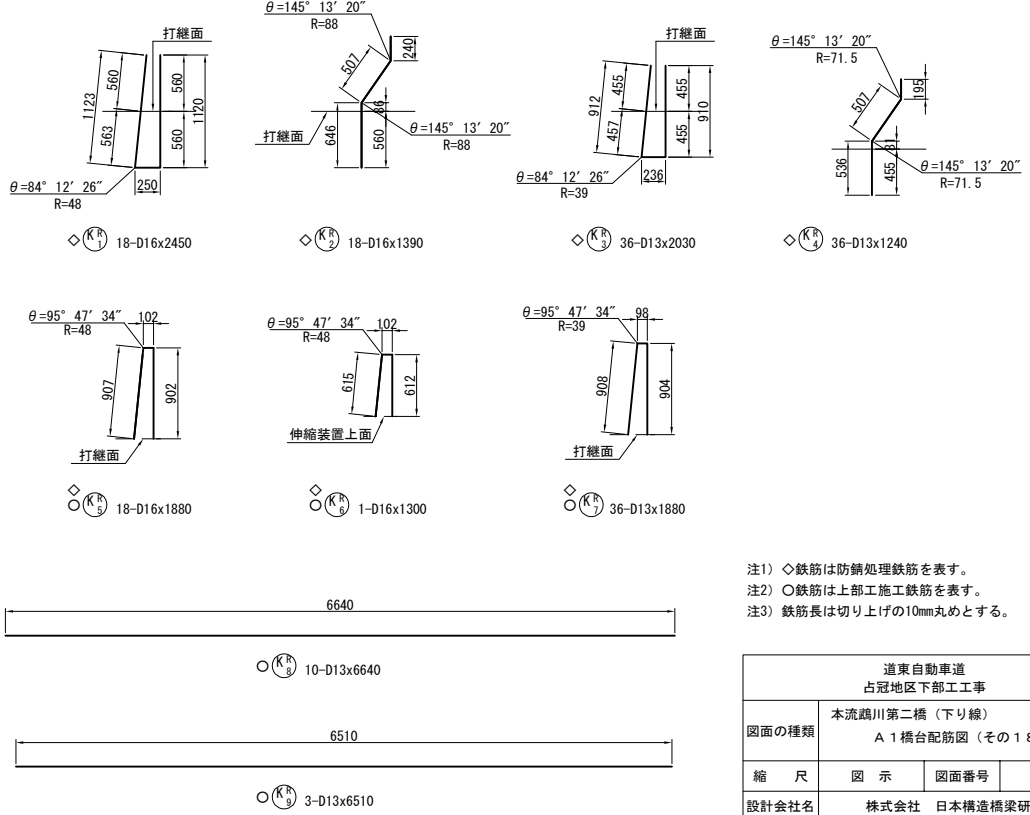 θ=145° 13′ 20″
R=88
打継面
560
560
1123
1120
563
560
250
θ=84° 12′ 26″
R=48
◇ K R 1 18-D16x2450
240
507
86
打継面
646
560
θ=145° 13′ 20″
R=88
◇ K R 2 18-D16x1390
打継面
455
455
912
910
457
455
236
θ=84° 12′ 26″
R=39
◇ K R 3 36-D13x2030
θ=145° 13′ 20″
R=71.5
195
507
81
536
455
θ=145° 13′ 20″
R=71.5
◇ K R 4 36-D13x1240
θ=95° 47′ 34″
R=48
102
907
902
打継面
◇
○ K R 5 18-D16x1880
θ=95° 47′ 34″
R=48
102
615
612
伸縮装置上面
◇
○ K R 6 1-D16x1300
θ=95° 47′ 34″
R=39
98
908
904
打継面
◇
○ K R 7 36-D13x1880
6640
○ K R 8 10-D13x6640
6510
○ K R 9 3-D13x6510
注1) ◇鉄筋は防錆処理鉄筋を表す。
注2) ○鉄筋は上部工施工鉄筋を表す。
注3) 鉄筋長は切り上げの10mm丸めとする。
道東自動車道
占冠地区下部工工事
図面の種類
本流鵡川第二橋（下り線）
A１橋台配筋図（その１８
縮 尺 図 示 図面番号
設計会社名 株式会社 日本構造橋梁研